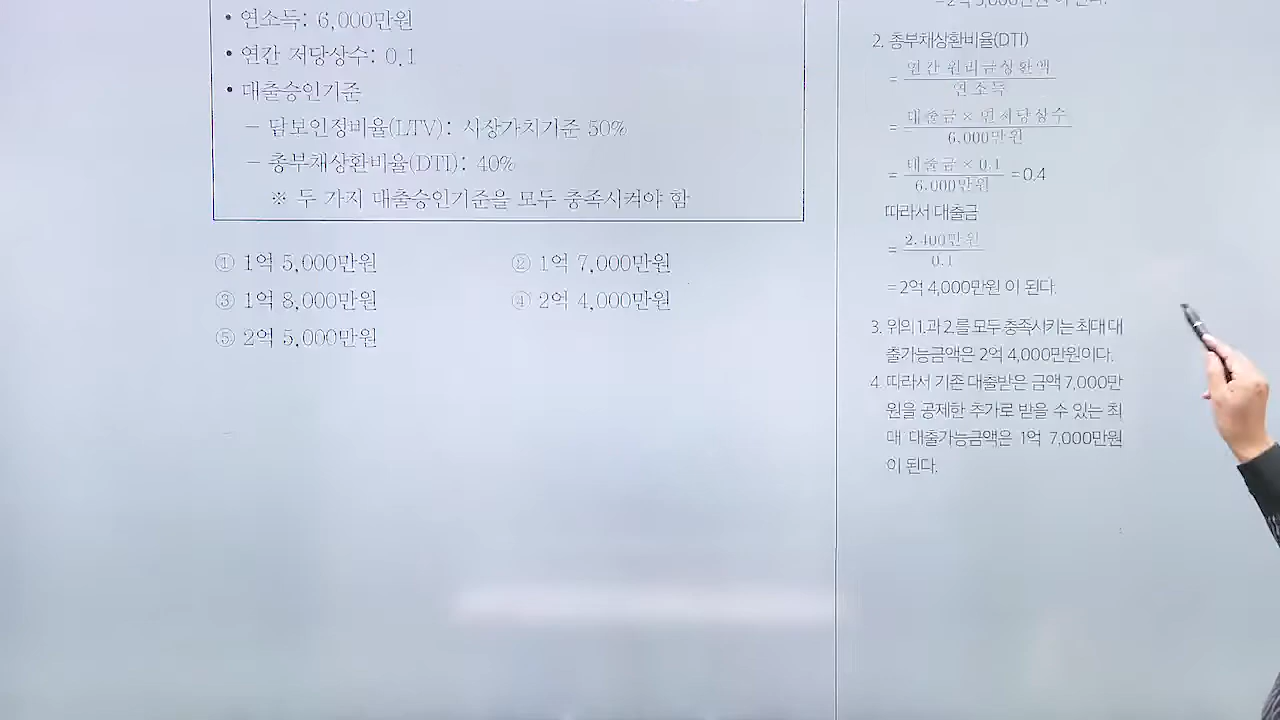 • 연소득: 6,000만원
• 연간 저당상수: 0.1
• 대출승인기준
− 담보인정비율(LTV): 시장가치기준 50%
− 총부채상환비율(DTI): 40%
※ 두 가지 대출승인기준을 모두 충족시켜야 함
① 1억 5,000만원 ② 1억 7,000만원
③ 1억 8,000만원 ④ 2억 4,000만원
⑤ 2억 5,000만원
=2억 5,000만원 이 된다.
2. 총부채상환비율(DTI)
= 연간 원리금상환액
연소득
= 대출금 × 연저당상수
6,000만원
= 대출금 × 0.1
6,000만원 =0.4
따라서 대출금
= 2,400만원
0.1
=2억 4,000만원 이 된다.
3. 위의 1.과 2.를 모두 충족시키는 최대 대
출가능금액은 2억 4,000만원이다.
4. 따라서 기존 대출받은 금액 7,000만
원을 공제한 추가로 받을 수 있는 최
대 대출가능금액은 1억 7,000만원
이 된다.